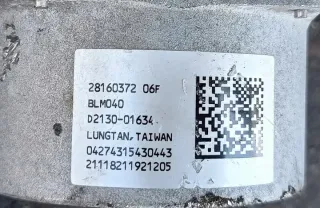 28160372 06F
BLM040
D2130-01634
LUNGTAN, TAIWAN
04274315430443
21118211921205